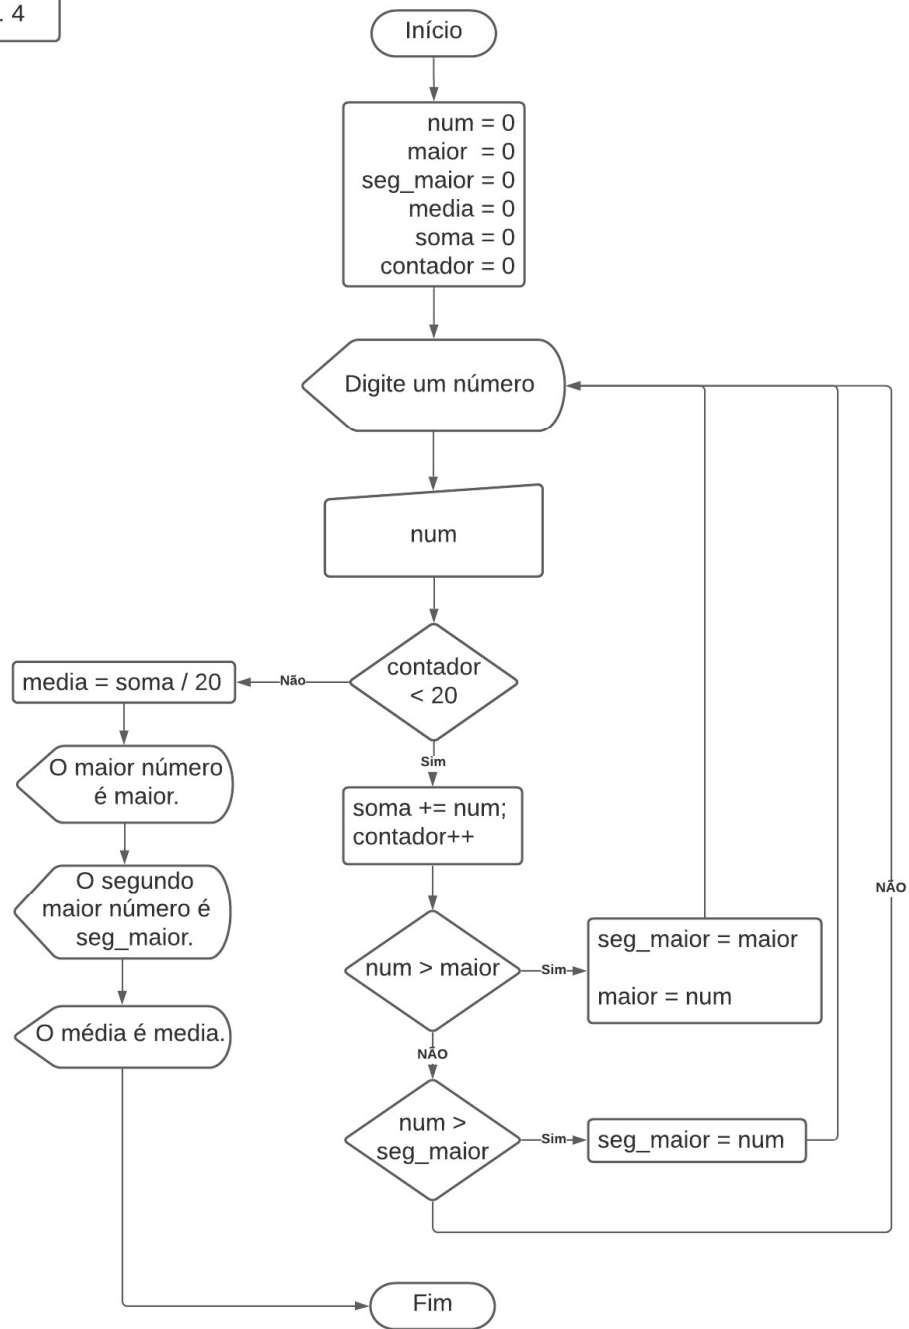 . 4
Início
num = 0
maior = 0
seg_maior = 0
media = 0
soma = 0
contador = 0
Digite um número
num
contador
< 20
Não
media = soma / 20
O maior número
é maior.
O segundo
maior número é
seg_maior.
O média é media.
Sim
soma += num;
contador++
num > maior
Sim
seg_maior = maior
maior = num
NÃO
num >
seg_maior
Sim
seg_maior = num
NÃO
Fim